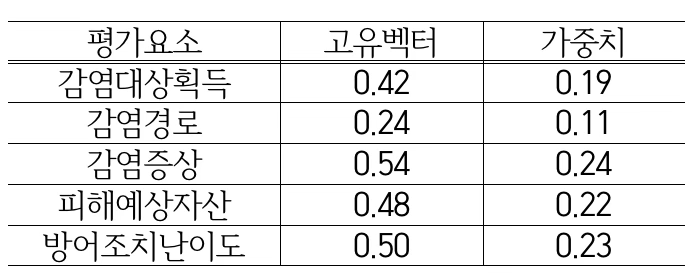 평가요소 고유벡터 가중치
감염대상획득 0.42 0.19
감염경로 0.24 0.11
감염증상 0.54 0.24
피해예상자산 0.48 0.22
방어조치난이도 0.50 0.23